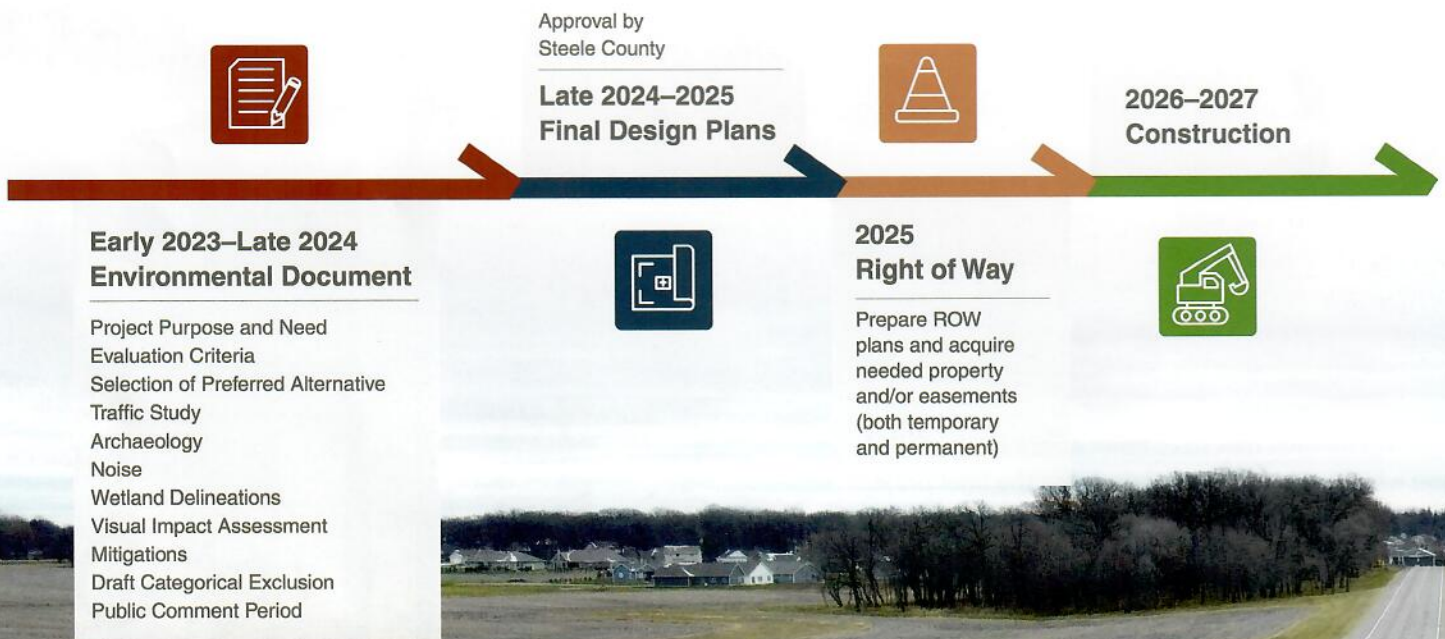 Early 2023–Late 2024
Environmental Document
Project Purpose and Need
Evaluation Criteria
Selection of Preferred Alternative
Traffic Study
Archaeology
Noise
Wetland Delineations
Visual Impact Assessment
Mitigations
Draft Categorical Exclusion
Public Comment Period
Approval by
Steele County
Late 2024–2025
Final Design Plans
2025
Right of Way
Prepare ROW
plans and acquire
needed property
and/or easements
(both temporary
and permanent)
2026–2027
Construction